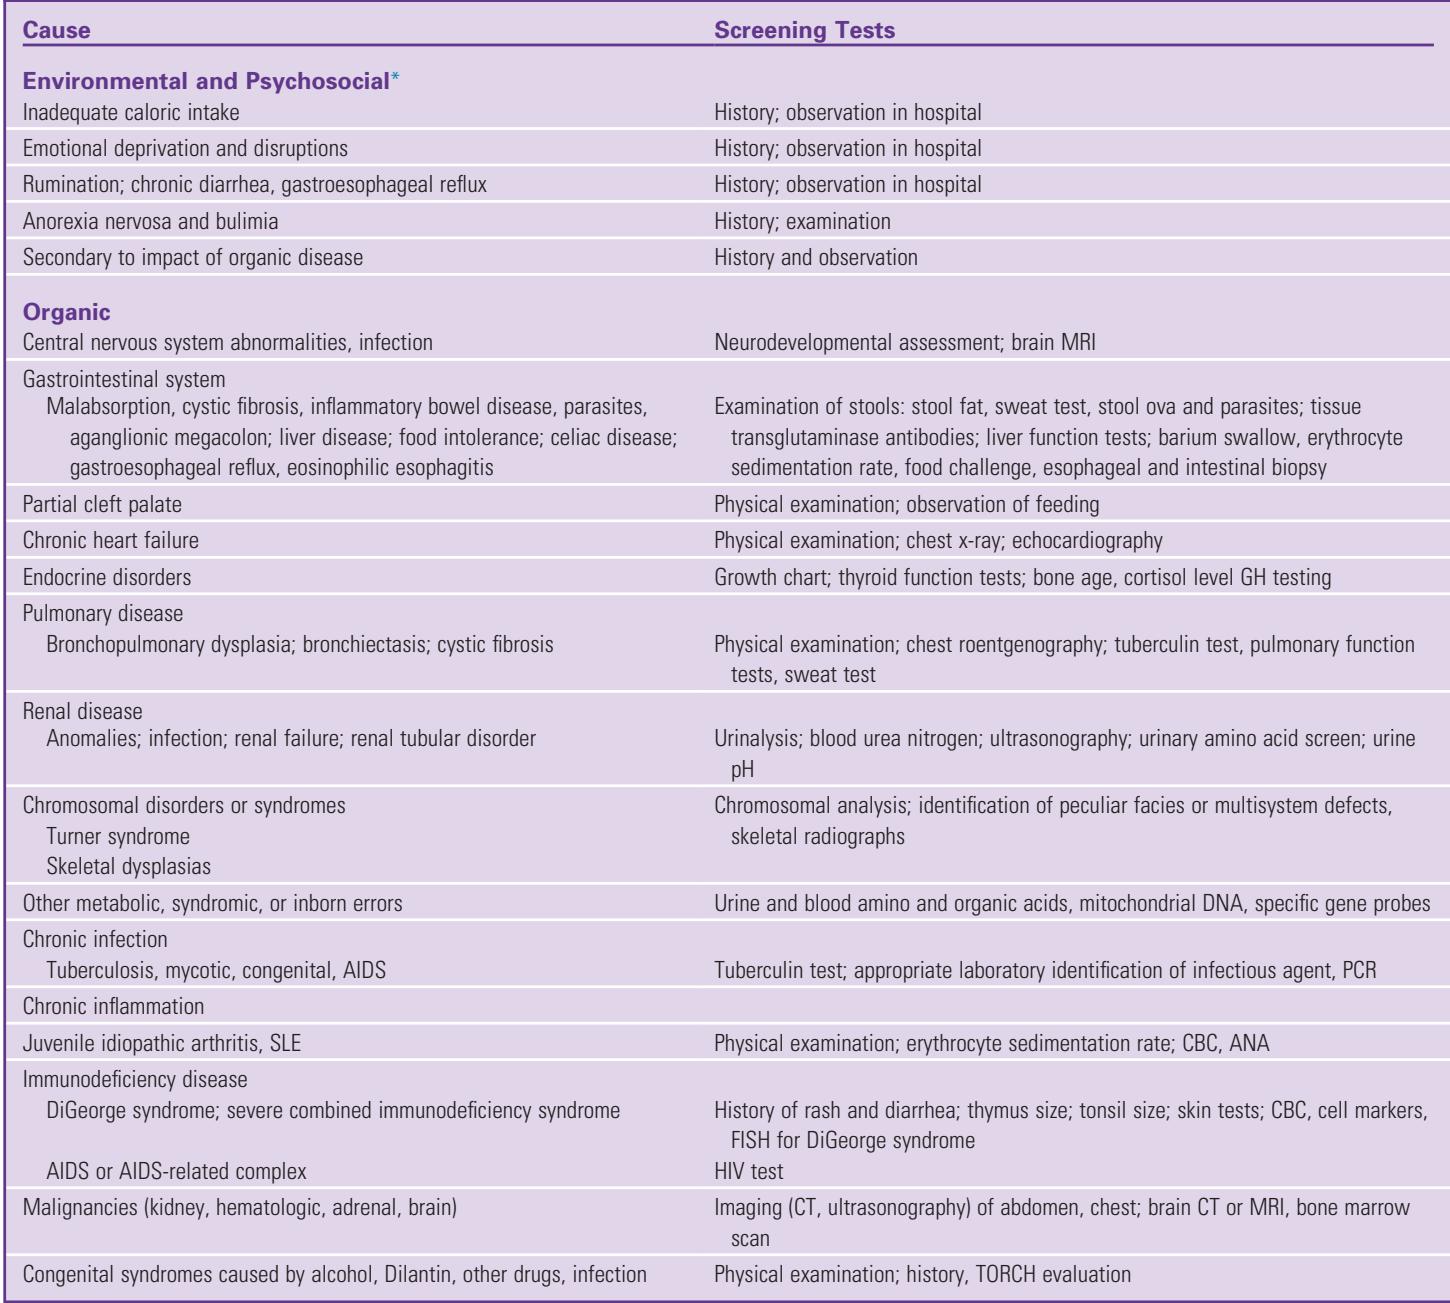 Cause Screening Tests
Environmental and Psychosocial*
Inadequate caloric intake History; observation in hospital
Emotional deprivation and disruptions History; observation in hospital
Rumination; chronic diarrhea, gastroesophageal reflux History; observation in hospital
Anorexia nervosa and bulimia History; examination
Secondary to impact of organic disease History and observation
Organic
Central nervous system abnormalities, infection Neurodevelopmental assessment; brain MRI
Gastrointestinal system
Malabsorption, cystic fibrosis, inflammatory bowel disease, parasites, Examination of stools: stool fat, sweat test, stool ova and parasites; tissue
aganglionic megacolon; liver disease; food intolerance; celiac disease; transglutaminase antibodies; liver function tests; barium swallow, erythrocyte
gastroesophageal reflux, eosinophilic esophagitis sedimentation rate, food challenge, esophageal and intestinal biopsy
Partial cleft palate Physical examination; observation of feeding
Chronic heart failure Physical examination; chest x-ray; echocardiography
Endocrine disorders Growth chart; thyroid function tests; bone age, cortisol level GH testing
Pulmonary disease
Bronchopulmonary dysplasia; bronchiectasis; cystic fibrosis Physical examination; chest roentgenography; tuberculin test, pulmonary function
tests, sweat test
Renal disease
Anomalies; infection; renal failure; renal tubular disorder Urinalysis; blood urea nitrogen; ultrasonography; urinary amino acid screen; urine
pH
Chromosomal disorders or syndromes Chromosomal analysis; identification of peculiar facies or multisystem defects,
Turner syndrome skeletal radiographs
Skeletal dysplasias
Other metabolic, syndromic, or inborn errors Urine and blood amino and organic acids, mitochondrial DNA, specific gene probes
Chronic infection
Tuberculosis, mycotic, congenital, AIDS Tuberculin test; appropriate laboratory identification of infectious agent, PCR
Chronic inflammation
Juvenile idiopathic arthritis, SLE Physical examination; erythrocyte sedimentation rate; CBC, ANA
Immunodeficiency disease
DiGeorge syndrome; severe combined immunodeficiency syndrome History of rash and diarrhea; thymus size; tonsil size; skin tests; CBC, cell markers,
FISH for DiGeorge syndrome
AIDS or AIDS-related complex HIV test
Malignancies (kidney, hematologic, adrenal, brain) Imaging (CT, ultrasonography) of abdomen, chest; brain CT or MRI, bone marrow
scan
Congenital syndromes caused by alcohol, Dilantin, other drugs, infection Physical examination; history, TORCH evaluation